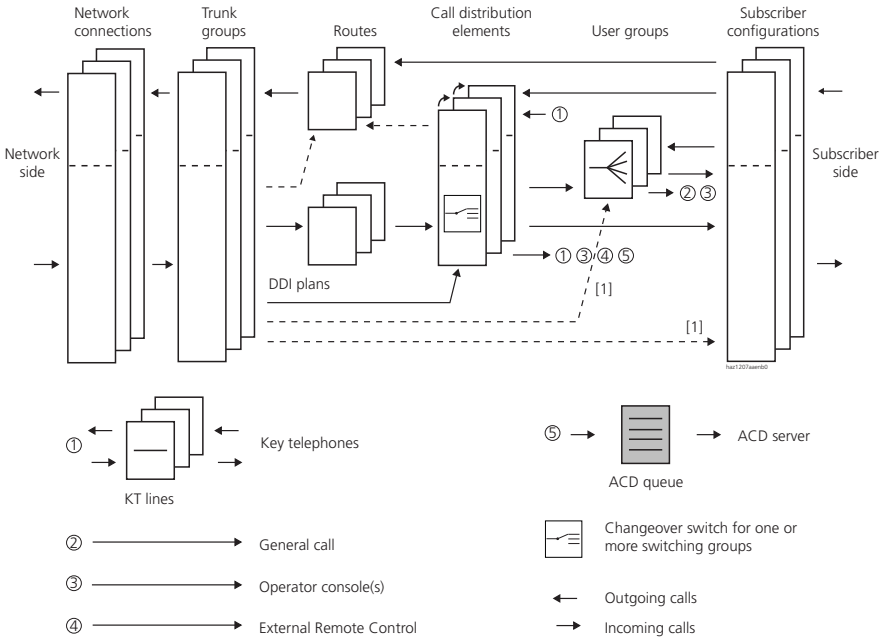 Network
connections
Trunk
groups
Routes
Call distribution
elements
User groups
Subscriber
configurations
①
Network
side
Subscriber
side
② ③
① ③ ④ ⑤
DDI plans
[1]
[1]
haz1207aaenb0
①
Key telephones
KT lines
⑤
ACD server
ACD queue
② General call
③ Operator console(s)
④ External Remote Control
Changeover switch for one or
more switching groups
Outgoing calls
Incoming calls